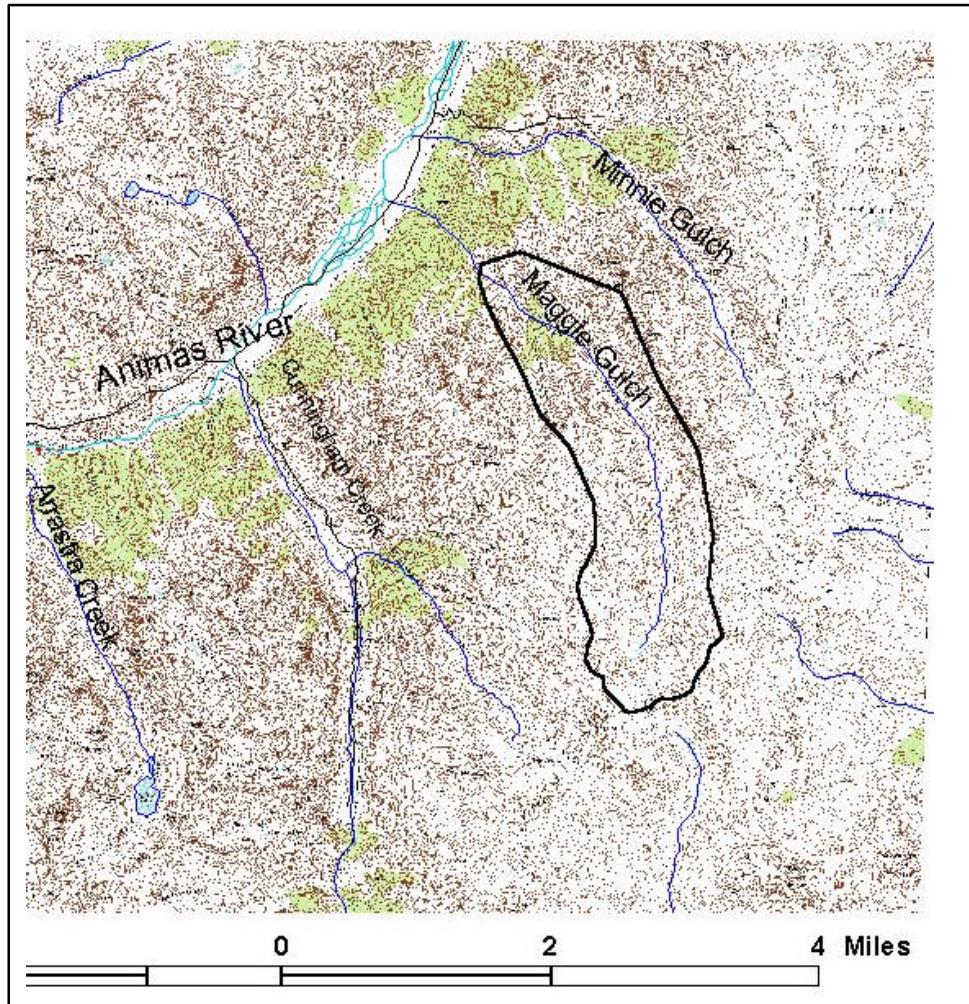 Minnie Gulch
Maggie Gulch
Animas River
Cunningham Creek
Arrastra Creek
0 2 4 Miles